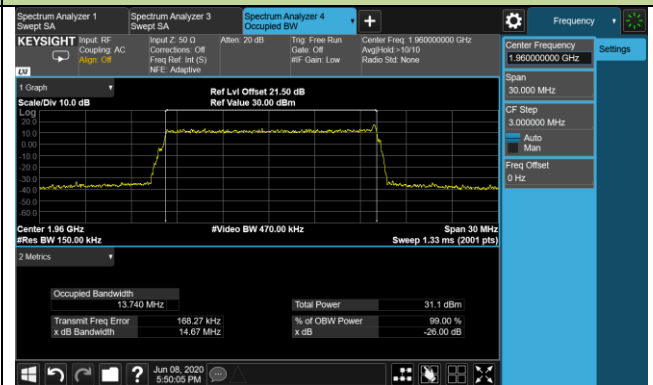 Spectrum Analyzer 1
Swept SA
Spectrum Analyzer 3
Swept SA
Spectrum Analyzer 4
Occupied BW
+
Frequency
KEYSIGHT
Input: RF
Coupling: AC
Align: Off
Input Z: 50 Ω
Corrections: Off
Freq Ref: Int (S)
NFE: Adaptive
Atten: 20 dB
Trig: Free Run
Gate: Off
#IF Gain: Low
Center Freq: 1.960000000 GHz
Avg|Hold:>10/10
Radio Std: None
Center Frequency
1.960000000 GHz
Settings
Span
30.000 MHz
CF Step
3.000000 MHz
Auto
Man
Freq Offset
0 Hz
1 Graph
Scale/Div 10.0 dB
Ref Lvl Offset 21.50 dB
Ref Value 30.00 dBm
Log
20.0
10.0
0.00
-10.0
-20.0
-30.0
-40.0
-50.0
-60.0
Center 1.96 GHz
#Res BW 150.00 kHz
#Video BW 470.00 kHz
Span 30 MHz
Sweep 1.33 ms (2001 pts)
2 Metrics
Occupied Bandwidth
13.740 MHz
Total Power 31.1 dBm
Transmit Freq Error 168.27 kHz
% of OBW Power 99.00 %
x dB Bandwidth 14.67 MHz
x dB -26.00 dB
?
Jun 08, 2020
5:50:05 PM